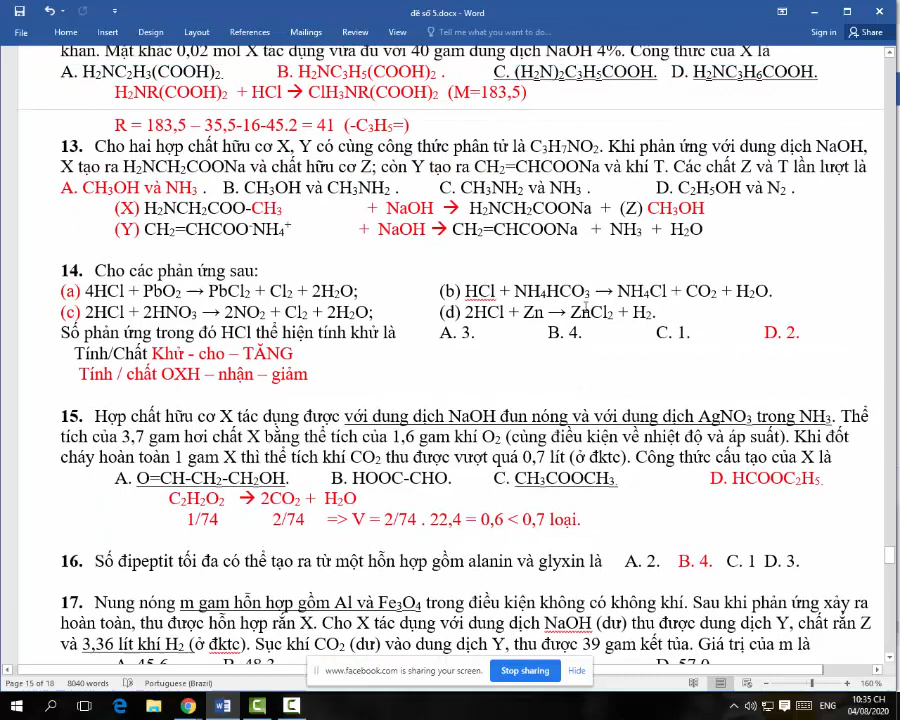 đề số 5.docx - Word
File Home Insert Design Layout References Mailings Review View Tell me what you want to do... Sign in Share
khan. Mặt khác 0,02 mol X tác dụng vừa đủ với 40 gam dung dịch NaOH 4%. Công thức của X là
A. H₂NC₂H₃(COOH)₂. B. H₂NC₃H₅(COOH)₂ . C. (H₂N)₂C₃H₅COOH. D. H₂NC₃H₆COOH.
H₂NR(COOH)₂ + HCl → ClH₃NR(COOH)₂ (M=183,5)
R = 183,5 – 35,5-16-45.2 = 41 (-C₃H₅=)
13. Cho hai hợp chất hữu cơ X, Y có cùng công thức phân tử là C₃H₇NO₂. Khi phản ứng với dung dịch NaOH,
X tạo ra H₂NCH₂COONa và chất hữu cơ Z; còn Y tạo ra CH₂=CHCOONa và khí T. Các chất Z và T lần lượt là
A. CH₃OH và NH₃ . B. CH₃OH và CH₃NH₂ . C. CH₃NH₂ và NH₃ . D. C₂H₅OH và N₂ .
(X) H₂NCH₂COO-CH₃ + NaOH → H₂NCH₂COONa + (Z) CH₃OH
(Y) CH₂=CHCOO⁻NH₄⁺ + NaOH → CH₂=CHCOONa + NH₃ + H₂O
14. Cho các phản ứng sau:
(a) 4HCl + PbO₂ → PbCl₂ + Cl₂ + 2H₂O; (b) HCl + NH₄HCO₃ → NH₄Cl + CO₂ + H₂O.
(c) 2HCl + 2HNO₃ → 2NO₂ + Cl₂ + 2H₂O; (d) 2HCl + Zn → ZnCl₂ + H₂.
Số phản ứng trong đó HCl thể hiện tính khử là A. 3. B. 4. C. 1. D. 2.
Tính/Chất Khử - cho – TĂNG
Tính / chất OXH – nhận – giảm
15. Hợp chất hữu cơ X tác dụng được với dung dịch NaOH đun nóng và với dung dịch AgNO₃ trong NH₃. Thể
tích của 3,7 gam hơi chất X bằng thể tích của 1,6 gam khí O₂ (cùng điều kiện về nhiệt độ và áp suất). Khi đốt
cháy hoàn toàn 1 gam X thì thể tích khí CO₂ thu được vượt quá 0,7 lít (ở đktc). Công thức cấu tạo của X là
A. O=CH-CH₂-CH₂OH. B. HOOC-CHO. C. CH₃COOCH₃. D. HCOOC₂H₅.
C₂H₂O₂ → 2CO₂ + H₂O
1/74 2/74 => V = 2/74 . 22,4 = 0,6 < 0,7 loại.
16. Số đipeptit tối đa có thể tạo ra từ một hỗn hợp gồm alanin và glyxin là A. 2. B. 4. C. 1 D. 3.
17. Nung nóng m gam hỗn hợp gồm Al và Fe₃O₄ trong điều kiện không có không khí. Sau khi phản ứng xảy ra
hoàn toàn, thu được hỗn hợp rắn X. Cho X tác dụng với dung dịch NaOH (dư) thu được dung dịch Y, chất rắn Z
và 3,36 lít khí H₂ (ở đktc). Sục khí CO₂ (dư) vào dung dịch Y, thu được 39 gam kết tủa. Giá trị của m là
A. 45,6. B. 48,3. D. 57,0.
www.facebook.com is sharing your screen. Stop sharing Hide
Page 15 of 18 8040 words Portuguese (Brazil) 160 %
ENG 10:35 CH
04/08/2020